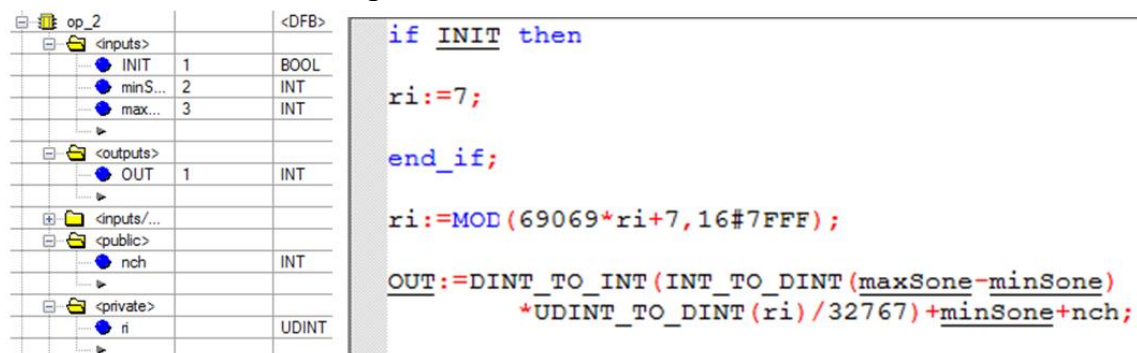 op_2 <DFB>
<inputs>
INIT 1 BOOL
minS... 2 INT
max... 3 INT
<outputs>
OUT 1 INT
<inputs/...
<public>
nch INT
<private>
ri UDINT
if INIT then
ri:=7;
end_if;
ri:=MOD(69069*ri+7,16#7FFF);
OUT:=DINT_TO_INT(INT_TO_DINT(maxSone-minSone)
*UDINT_TO_DINT(ri)/32767)+minSone+nch;